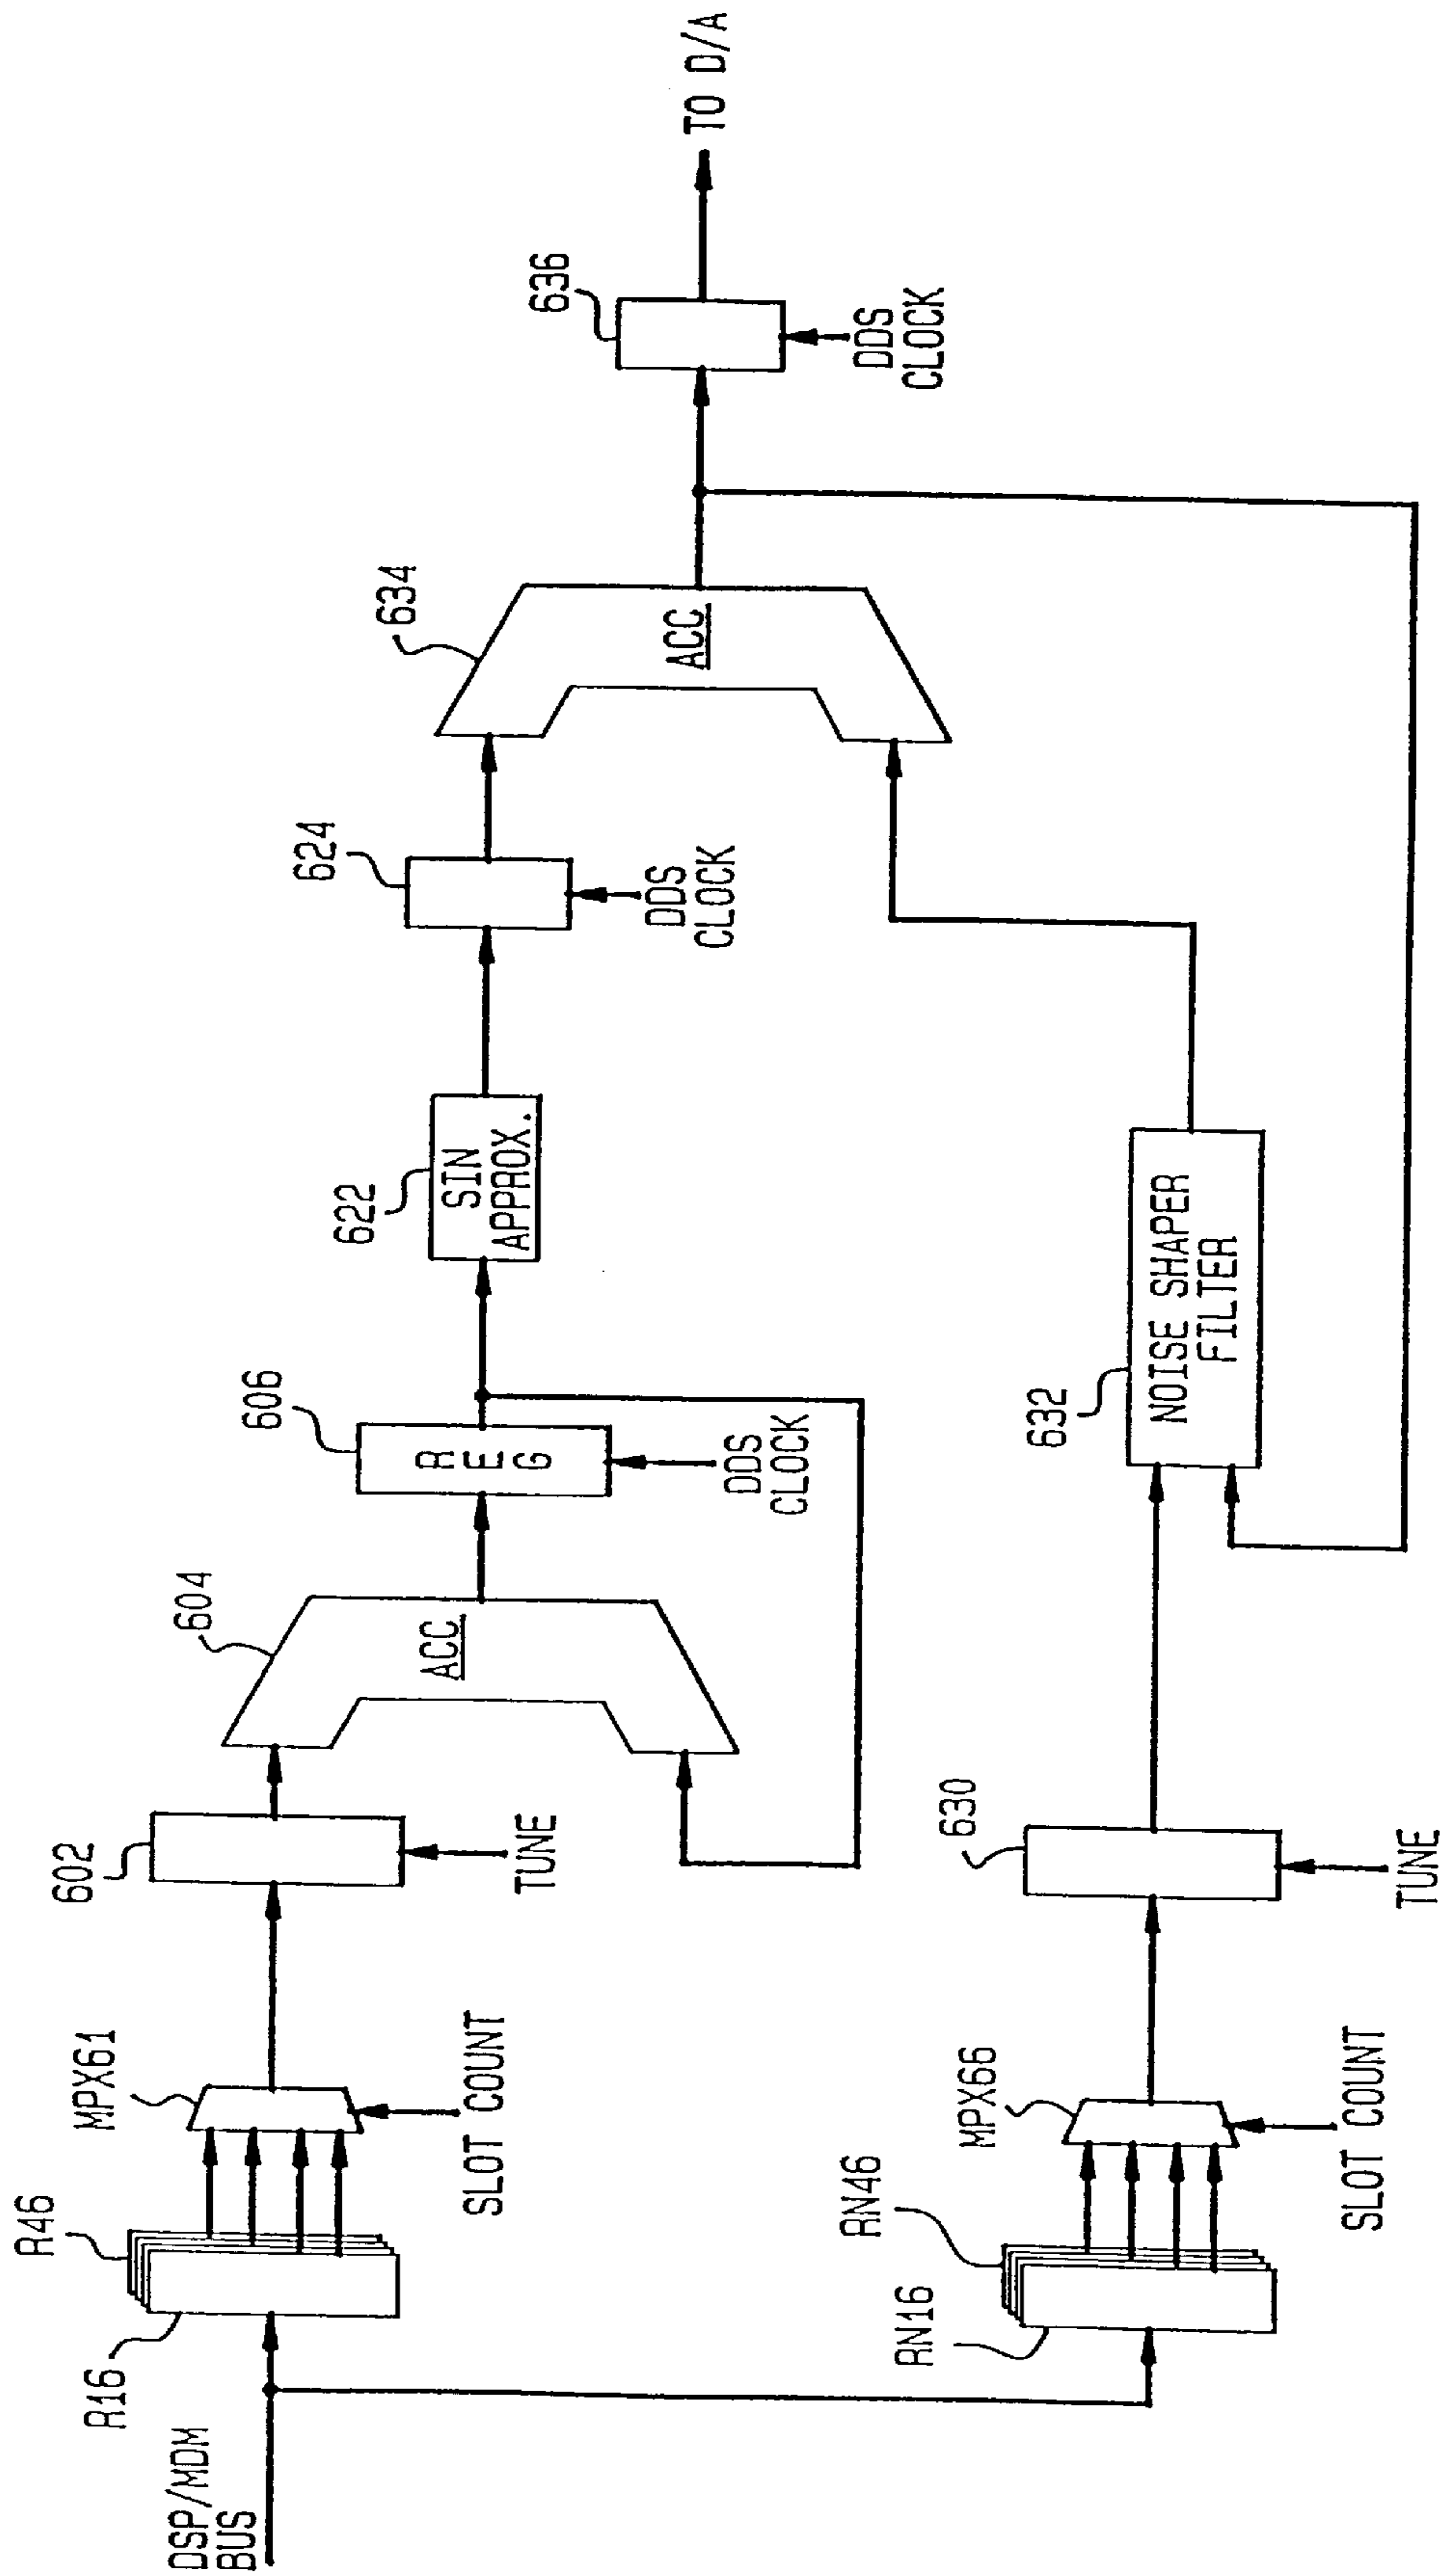 DSP/MDM
BUS
R16
R46
MPX61
SLOT COUNT
602
TUNE
604
ACC
606
REG
DDS
CLOCK
622
SIN
APPROX.
624
DDS
CLOCK
634
ACC
636
DDS
CLOCK
TO D/A
RN16
RN46
MPX66
SLOT COUNT
630
TUNE
632
NOISE SHAPER
FILTER